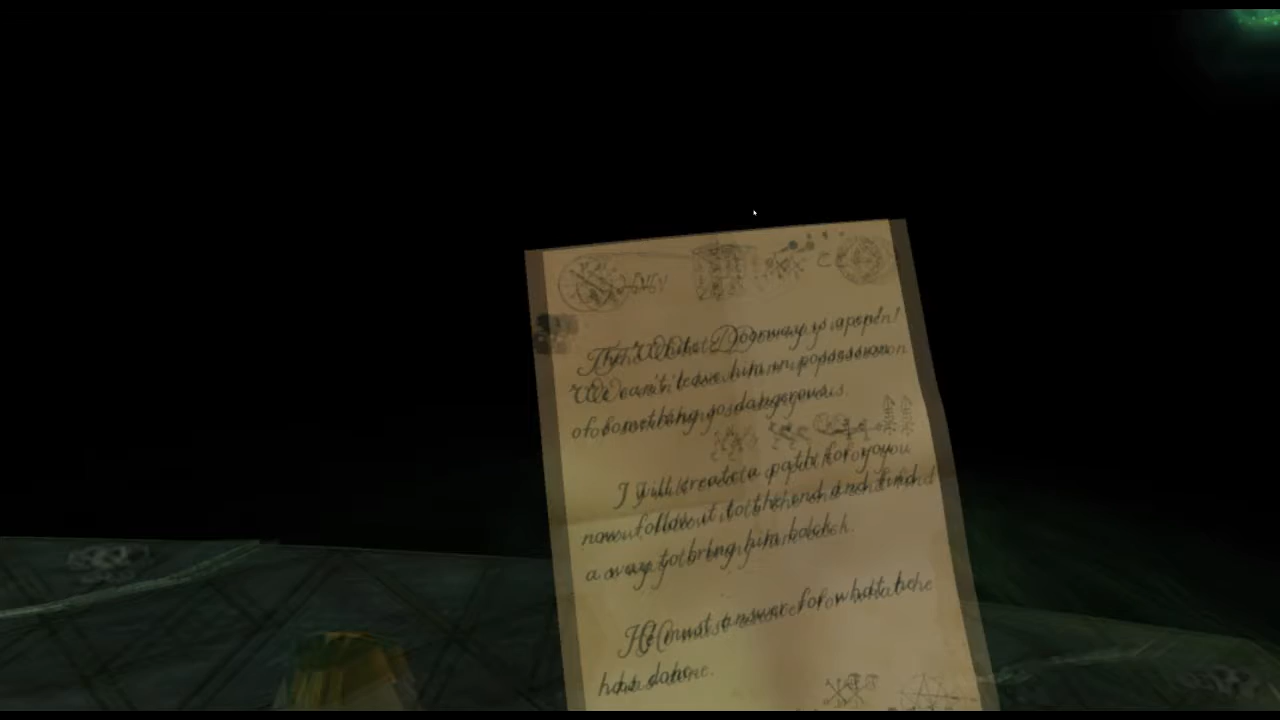 The White Doorway is open!
We can't leave him in possession
of something so dangerous.
I will create a path for you
now follow it to the end and find
a way to bring him back.
He must answer for what he
has done.